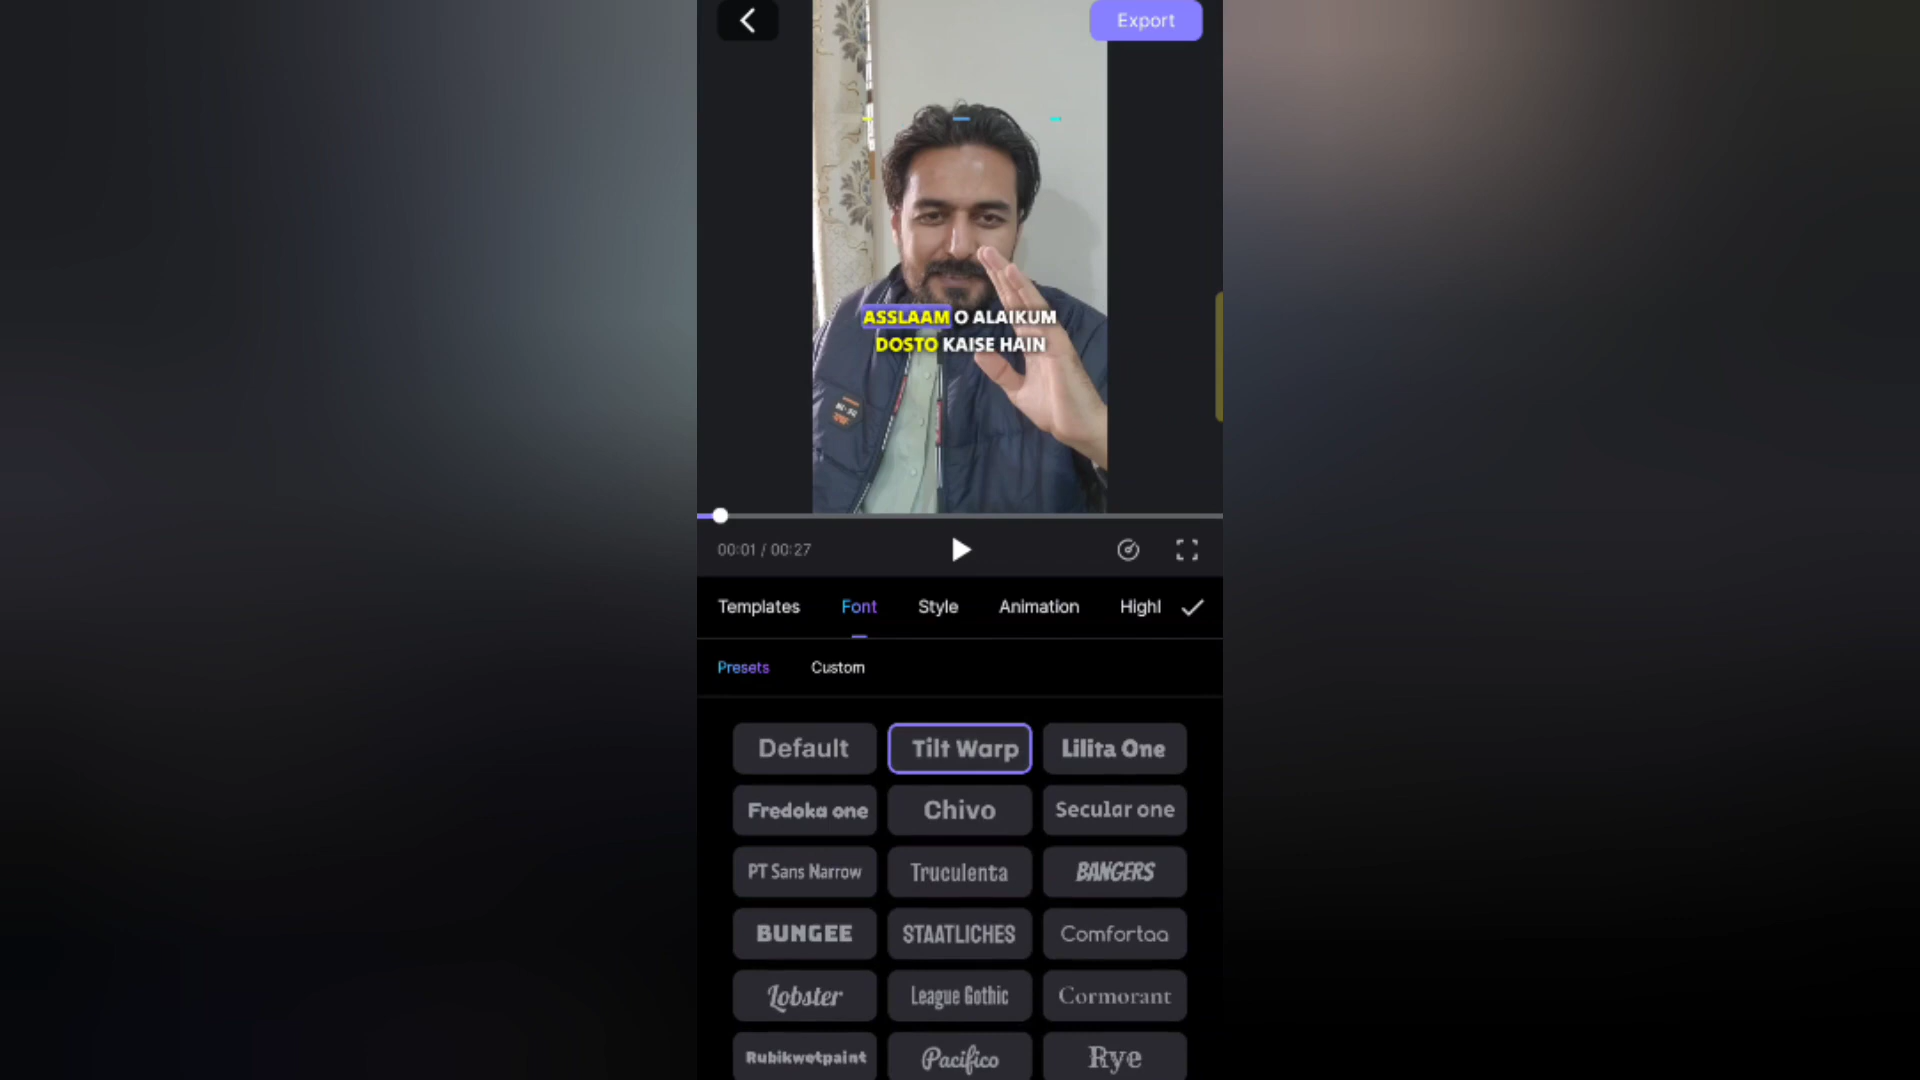 Export
ASSLAAM O ALAIKUM
DOSTO KAISE HAIN
00:01 / 00:27
Templates Font Style Animation Highl
Presets Custom
Default Tilt Warp Lilita One
Fredoka one Chivo Secular one
PT Sans Narrow Truculenta BANGERS
BUNGEE STAATLICHES Comfortaa
Lobster League Gothic Cormorant
Rubikwetpaint Pacifico Rye